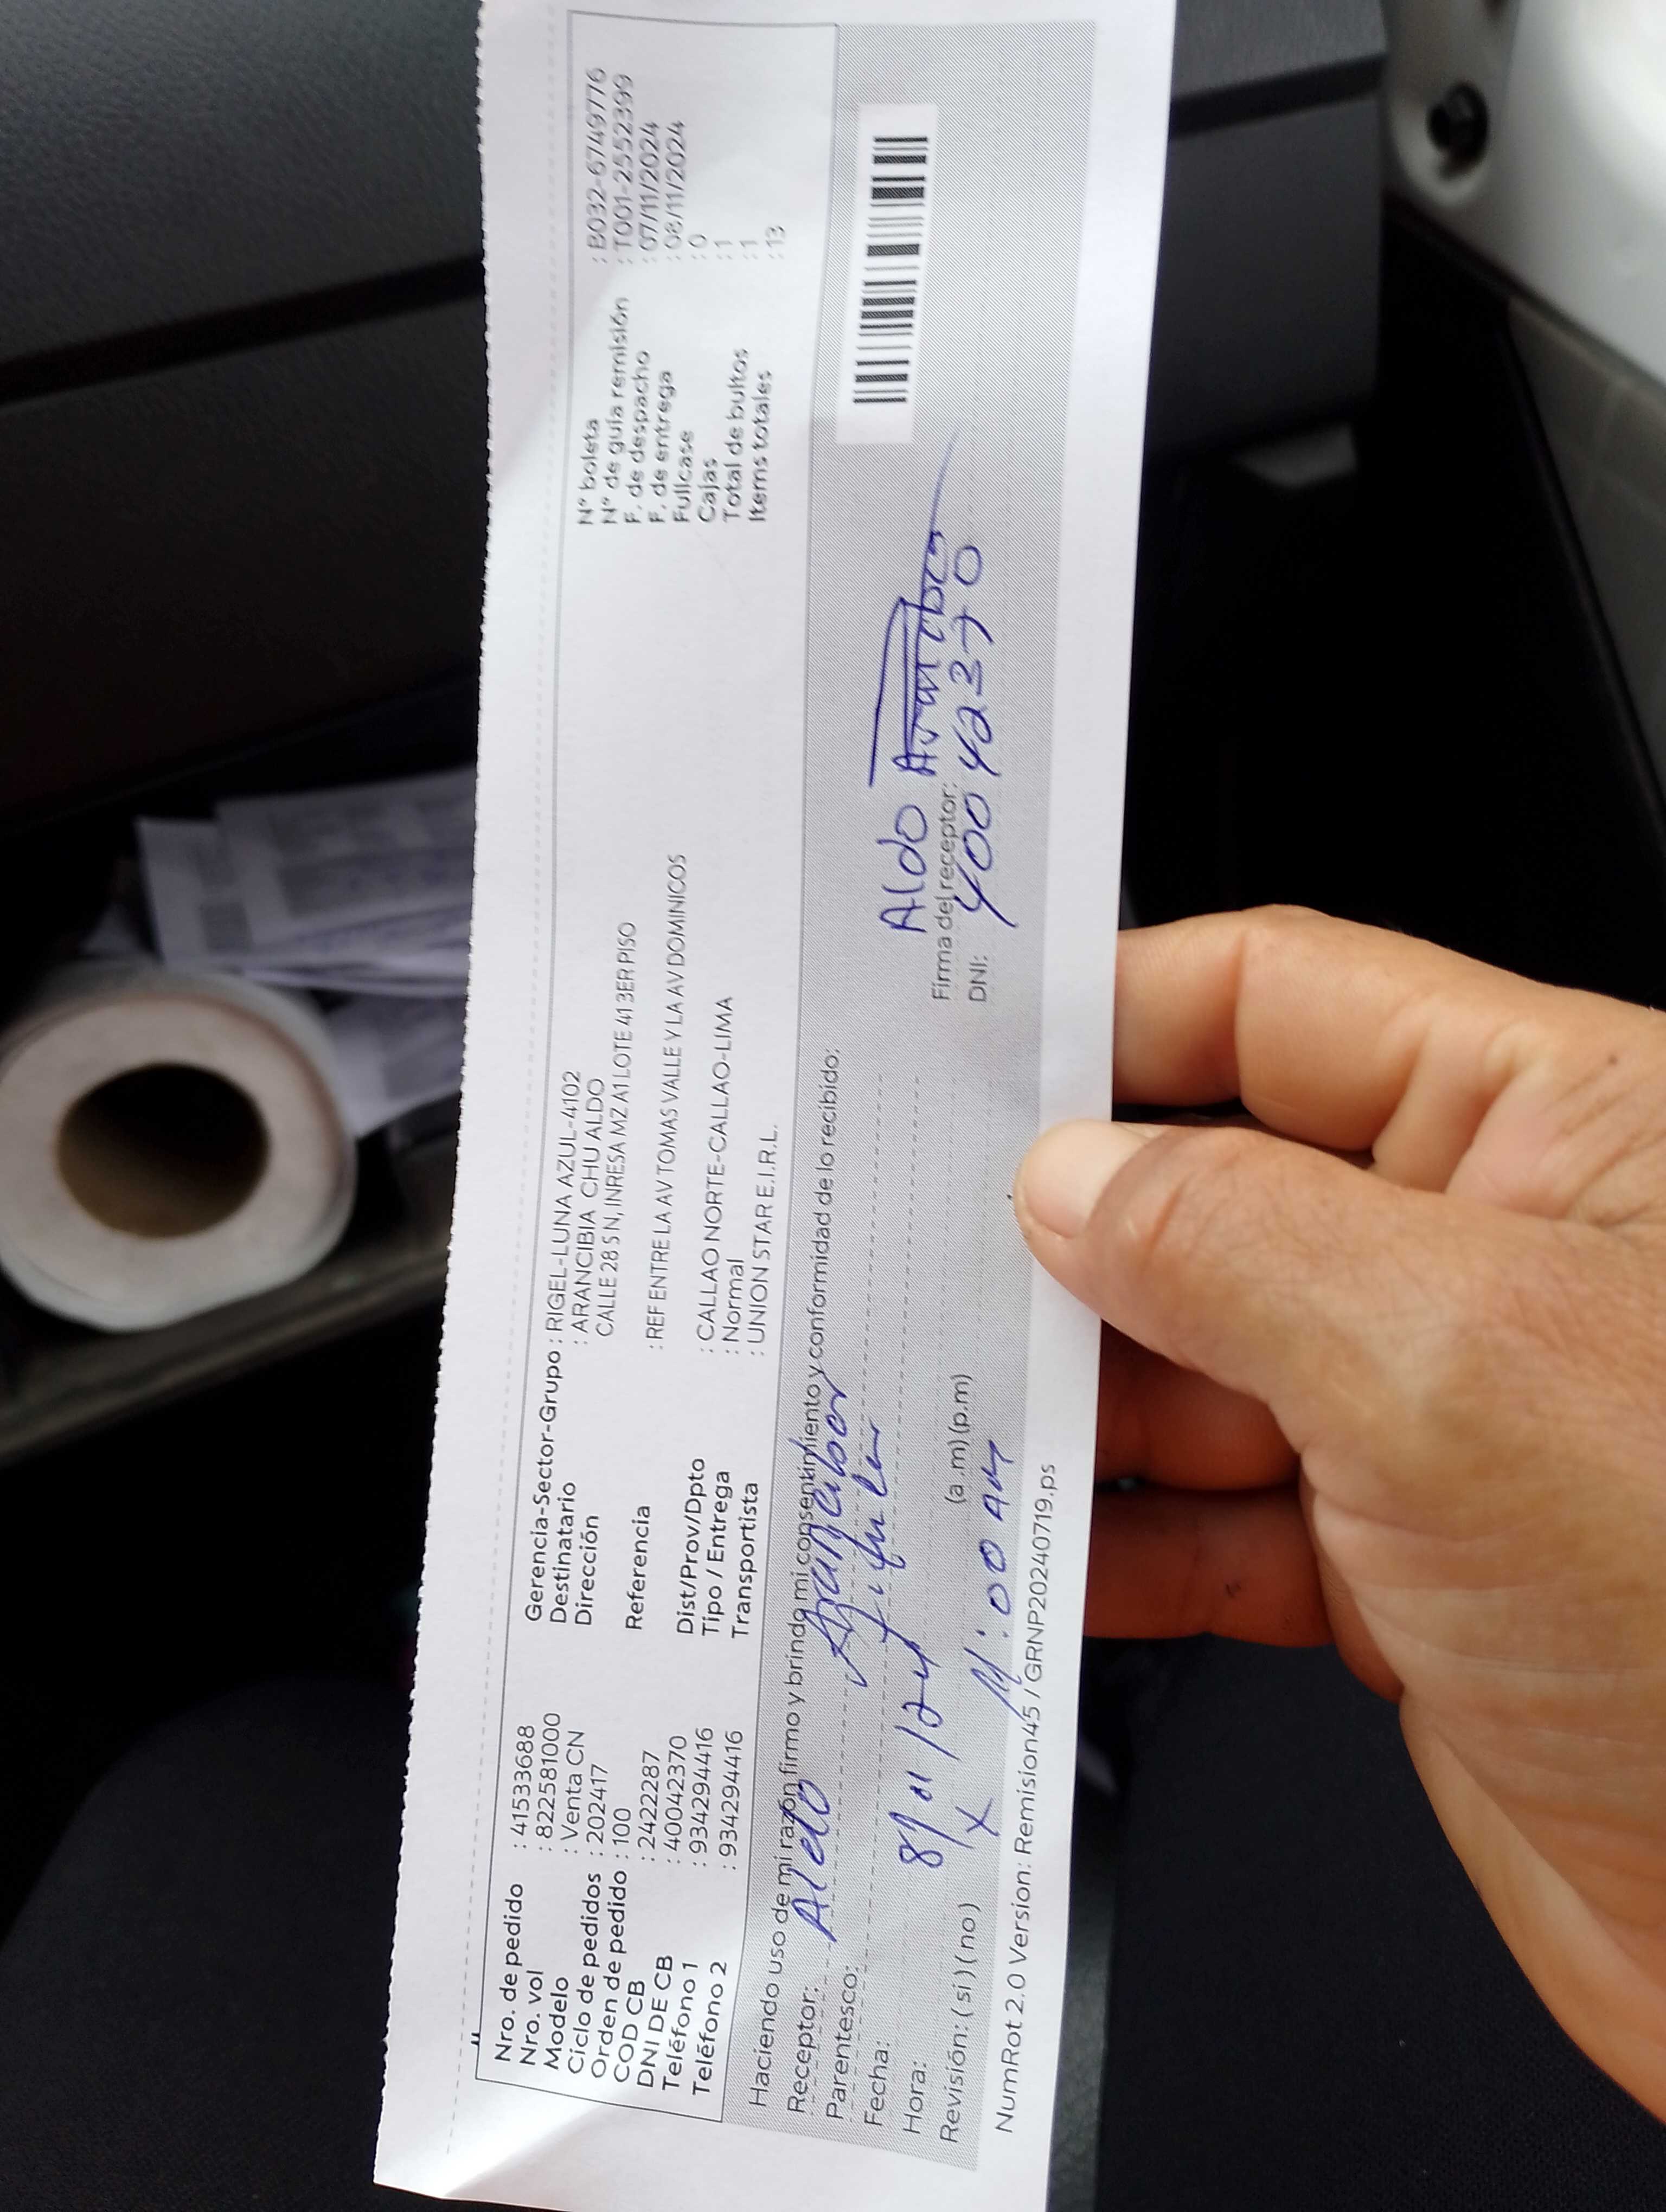 Nro. de pedido : 41533688
Nro. vol : 8222581000
Modelo : Venta CN
Ciclo de pedidos : 202417
Orden de pedido : 100
COD CB : 2422287
DNI DE CB : 40042370
Teléfono 1 : 934294416
Teléfono 2 : 934294416
Gerencia-Sector-Grupo : RIGEL-LUNA AZUL-4102
Destinatario : ARANCIBIA CHU ALDO
Dirección CALLE 28 S N, INRESA MZ A1 LOTE 41 3ER PISO
Referencia : REF ENTRE LA AV TOMAS VALLE Y LA AV DOMINICOS
Dist/Prov/Dpto : CALLAO NORTE-CALLAO-LIMA
Tipo / Entrega : Normal
Transportista : UNION STAR E.I.R.L.
N° boleta : B032-67149776
N° de guía remisión : T001-25552399
F. de despacho : 07/11/2024
F. de entrega : 08/11/2024
Fullcase : 0
Cajas : 1
Total de bultos : 1
Items totales : 13
Haciendo uso de mi razón firmo y brindo mi consentimiento y conformidad de lo recibido:
Receptor: Aldo
Parentesco:
Fecha: 8/11/24
Hora: 11:00 am (a.m) (p.m)
Revisión: (si) (no) X
Aldo
Firma del receptor:
DNI: 40042370
NumRot 2.0 Version: Remision45 / GRNP20240719.ps